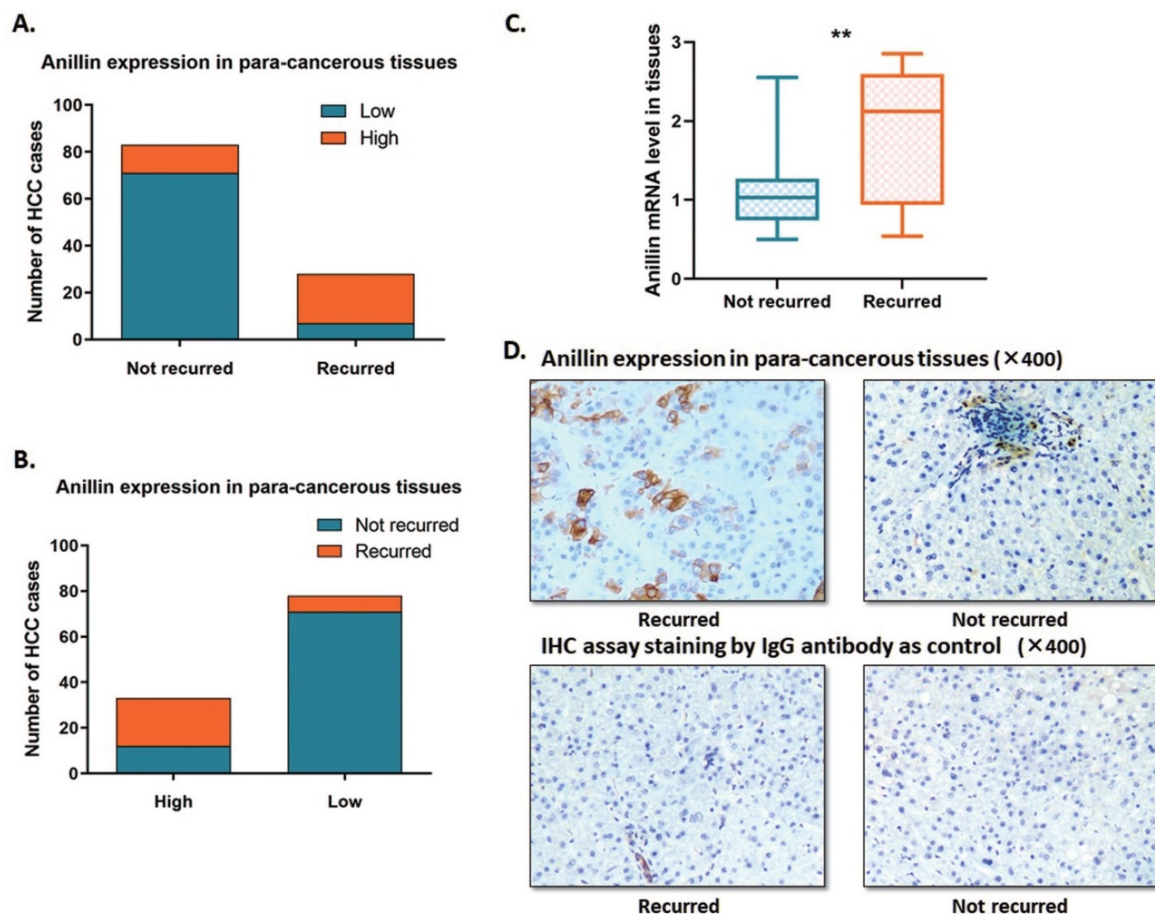 A.
Anillin expression in para-cancerous tissues
Low
High
Number of HCC cases
100
80
60
40
20
0
Not recurred
Recurred
B.
Anillin expression in para-cancerous tissues
Not recurred
Recurred
Number of HCC cases
100
80
60
40
20
0
High
Low
C.
**
Anillin mRNA level in tissues
3
2
1
0
Not recurred
Recurred
D.
Anillin expression in para-cancerous tissues (×400)
Recurred
Not recurred
IHC assay staining by IgG antibody as control (×400)
Recurred
Not recurred